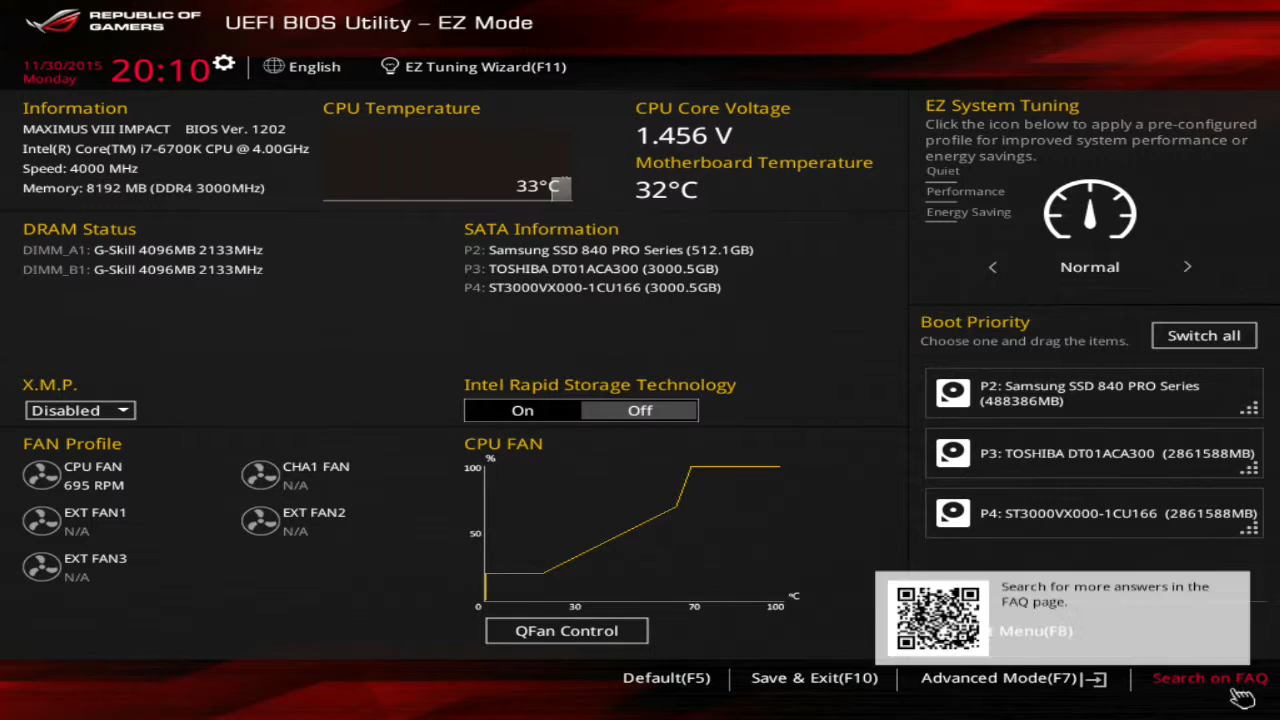 REPUBLIC OF
GAMERS
UEFI BIOS Utility – EZ Mode
11/30/2015
Monday
20:10
English
EZ Tuning Wizard(F11)
Information
MAXIMUS VIII IMPACT BIOS Ver. 1202
Intel(R) Core(TM) i7-6700K CPU @ 4.00GHz
Speed: 4000 MHz
Memory: 8192 MB (DDR4 3000MHz)
CPU Temperature
33°C
CPU Core Voltage
1.456 V
Motherboard Temperature
32°C
EZ System Tuning
Click the icon below to apply a pre-configured
profile for improved system performance or
energy savings.
Quiet
Performance
Energy Saving
< Normal >
DRAM Status
DIMM_A1: G-Skill 4096MB 2133MHz
DIMM_B1: G-Skill 4096MB 2133MHz
SATA Information
P2: Samsung SSD 840 PRO Series (512.1GB)
P3: TOSHIBA DT01ACA300 (3000.5GB)
P4: ST3000VX000-1CU166 (3000.5GB)
X.M.P.
Disabled
Intel Rapid Storage Technology
On Off
Boot Priority
Choose one and drag the items.
Switch all
P2: Samsung SSD 840 PRO Series
(488386MB)
P3: TOSHIBA DT01ACA300 (2861588MB)
P4: ST3000VX000-1CU166 (2861588MB)
FAN Profile
CPU FAN
695 RPM
CHA1 FAN
N/A
EXT FAN1
N/A
EXT FAN2
N/A
EXT FAN3
N/A
CPU FAN
%
100
50
0 30 70 100
°C
QFan Control
Search for more answers in the
FAQ page.
Menu(F8)
Default(F5)
Save & Exit(F10)
Advanced Mode(F7)
Search on FAQ